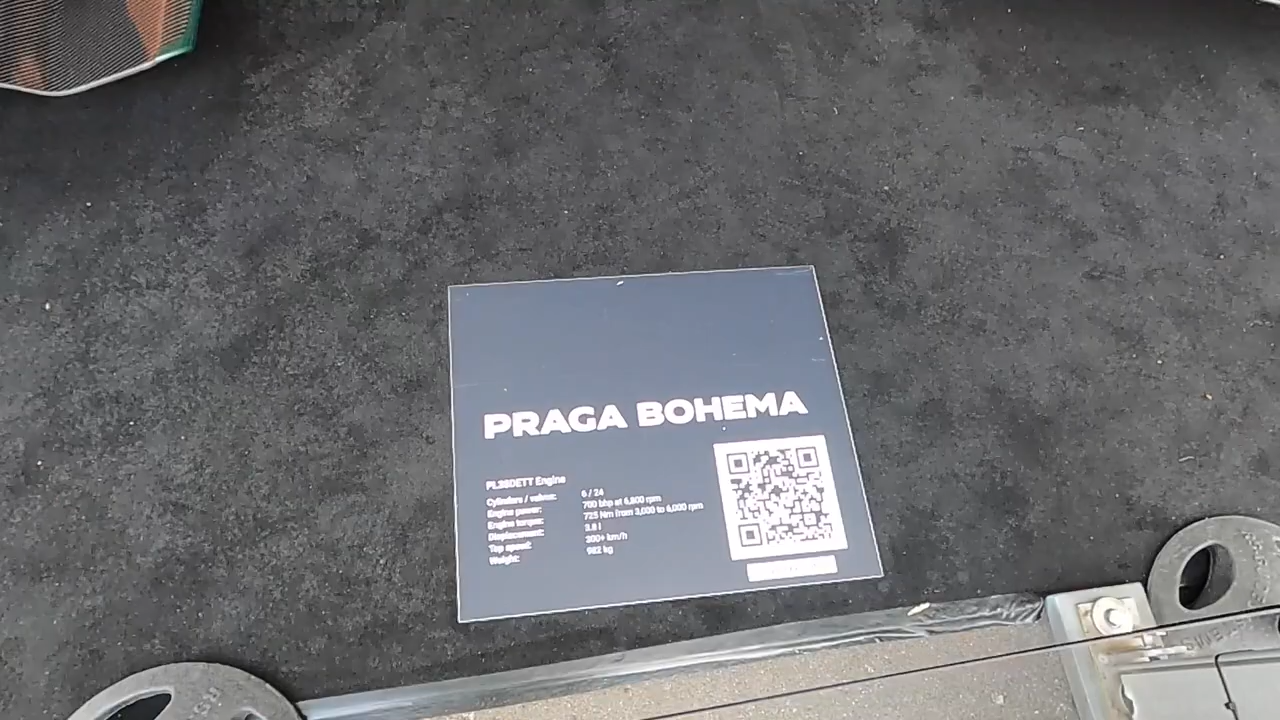 PRAGA BOHEMA
PL38DETT Engine
Cylinders / valves: 6 / 24
Engine power: 700 bhp at 6,800 rpm
Engine torque: 725 Nm from 3,000 to 6,000 rpm
Displacement: 3.8 l
Top speed: 300+ km/h
Weight: 982 kg